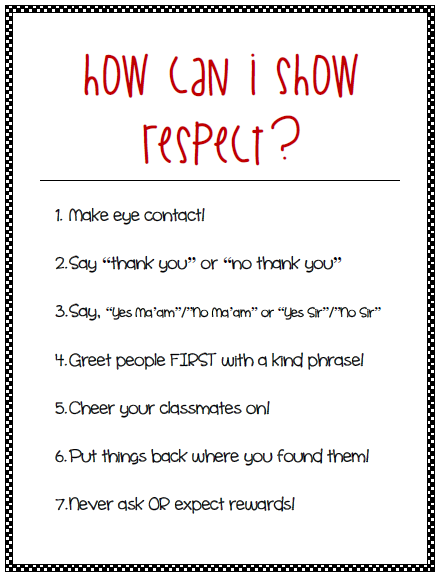 How can i show
respect?
1. Make eye contact!
2.Say “thank you” or “no thank you”
3.Say, “Yes Ma’am”/”No Ma’am” or “Yes Sir”/”No Sir”
4.Greet people FIRST with a kind phrase!
5.Cheer your classmates on!
6.Put things back where you found them!
7.Never ask OR expect rewards!